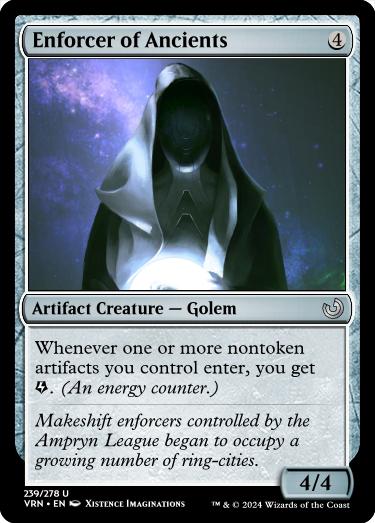 Enforcer of Ancients 4
Artifact Creature — Golem
Whenever one or more nontoken
artifacts you control enter, you get
. (An energy counter.)
Makeshift enforcers controlled by the
Ampryn League began to occupy a
growing number of ring-cities.
4/4
239/278 U
VRN • EN Xistence Imaginations
™ & © 2024 Wizards of the Coast